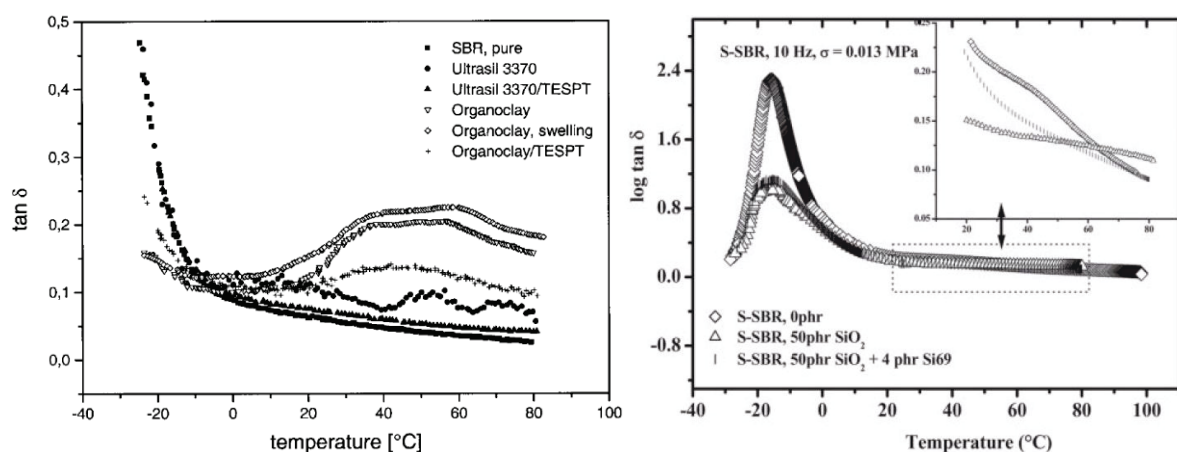 0,5
0,4
0,3
0,2
0,1
0,0
tan δ
-40
-20
0
20
40
60
80
100
temperature [°C]
SBR, pure
Ultrasil 3370
Ultrasil 3370/TESPT
Organoclay
Organoclay, swelling
Organoclay/TESPT
S-SBR, 10 Hz, σ = 0.013 MPa
2.4
1.6
0.8
0.0
-0.8
log tan δ
-40
-20
0
20
40
60
80
100
Temperature (°C)
0.25
0.20
0.15
0.10
0.05
20
40
60
80
S-SBR, 0phr
S-SBR, 50phr SiO₂
S-SBR, 50phr SiO₂ + 4 phr Si69